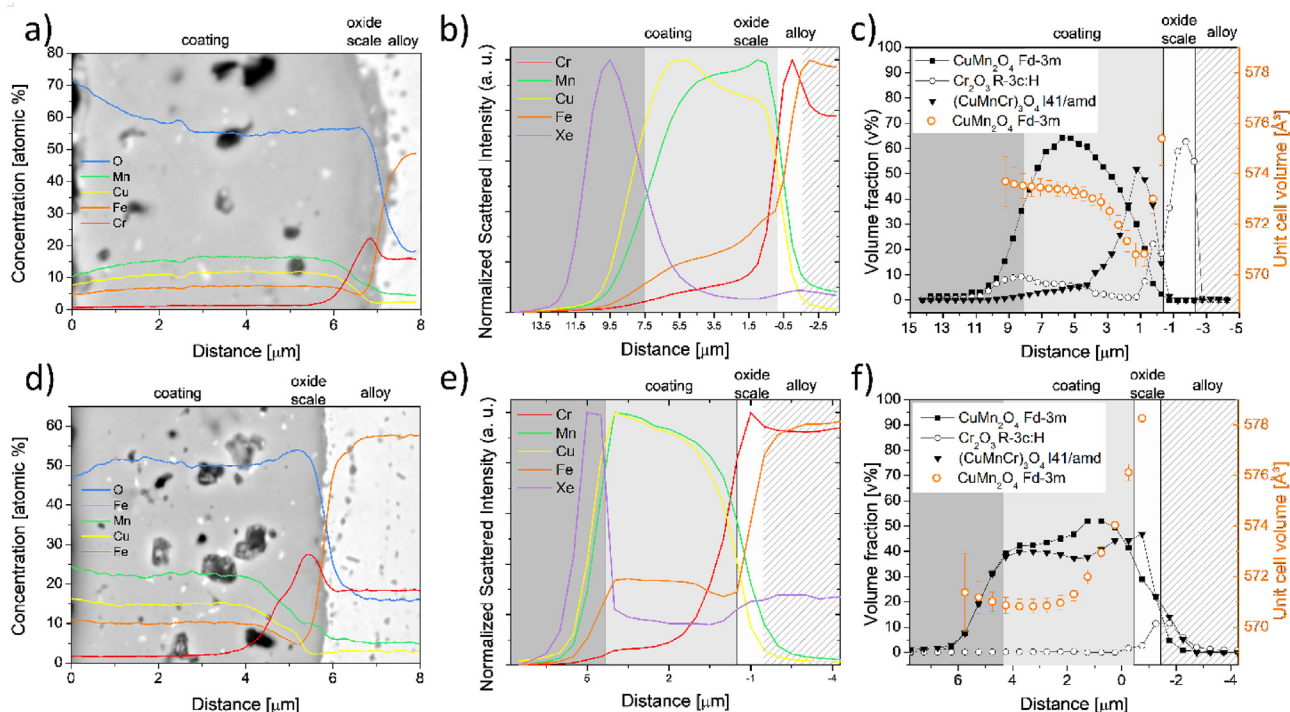 a)
coating
oxide
scale
alloy
Concentration [atomic %]
80
70
60
50
40
30
20
10
0
O
Mn
Cu
Fe
Cr
0 2 4 6 8
Distance [μm]
b)
coating
oxide
scale
alloy
Normalized Scattered Intensity (a. u.)
Cr
Mn
Cu
Fe
Xe
13.5 11.5 9.5 7.5 5.5 3.5 1.5 -0.5 -2.5
Distance [μm]
c)
coating
oxide
scale
alloy
Volume fraction (v%)
100
90
80
70
60
50
40
30
20
10
0
CuMn2O4 Fd-3m
Cr2O3 R-3c:H
(CuMnCr)3O4 I41/amd
CuMn2O4 Fd-3m
578
576
574
572
570
Unit cell volume [Å³]
15 13 11 9 7 5 3 1 -1 -3 -5
Distance [μm]
d)
coating
oxide
scale
alloy
Concentration [atomic %]
60
50
40
30
20
10
0
O
Fe
Mn
Cu
Fe
0 2 4 6 8
Distance [μm]
e)
coating
oxide
scale
alloy
Normalized Scattered Intensity (a. u.)
Cr
Mn
Cu
Fe
Xe
6 4 1 -1 -4
Distance [μm]
f)
coating
oxide
scale
alloy
Volume fraction [v%]
100
90
80
70
60
50
40
30
20
10
0
CuMn2O4 Fd-3m
Cr2O3 R-3c:H
(CuMnCr)3O4 I41/amd
CuMn2O4 Fd-3m
578
576
574
572
570
Unit cell volume [Å³]
6 4 2 0 -2 -4
Distance [μm]